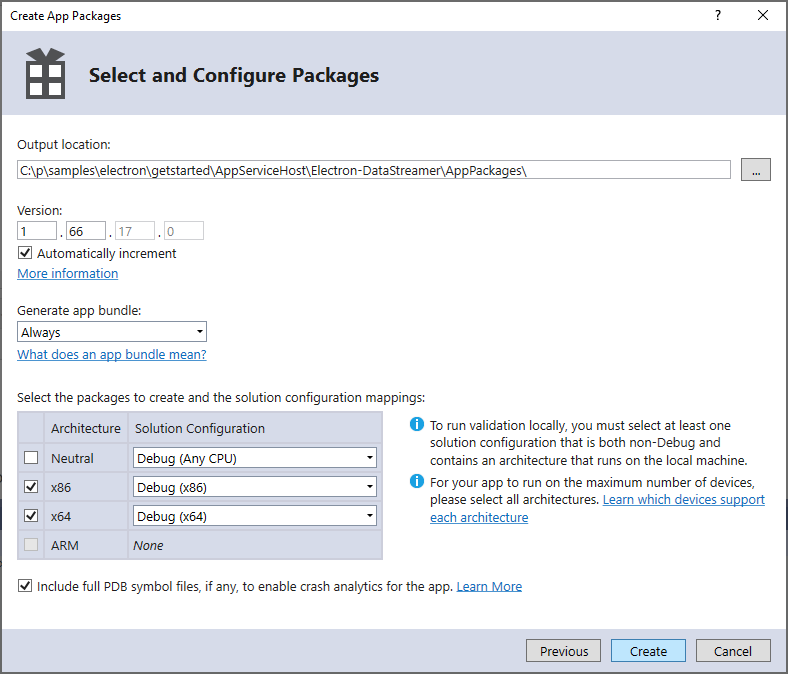 Create App Packages
?
Select and Configure Packages
Output location:
C:\p\samples\electron\getstarted\AppServiceHost\Electron-DataStreamer\AppPackages\
...
Version:
1 . 66 . 17 . 0
Automatically increment
More information
Generate app bundle:
Always
What does an app bundle mean?
Select the packages to create and the solution configuration mappings:
Architecture Solution Configuration
Neutral Debug (Any CPU)
x86 Debug (x86)
x64 Debug (x64)
ARM None
To run validation locally, you must select at least one
solution configuration that is both non-Debug and
contains an architecture that runs on the local machine.
For your app to run on the maximum number of devices,
please select all architectures. Learn which devices support
each architecture
Include full PDB symbol files, if any, to enable crash analytics for the app. Learn More
Previous Create Cancel